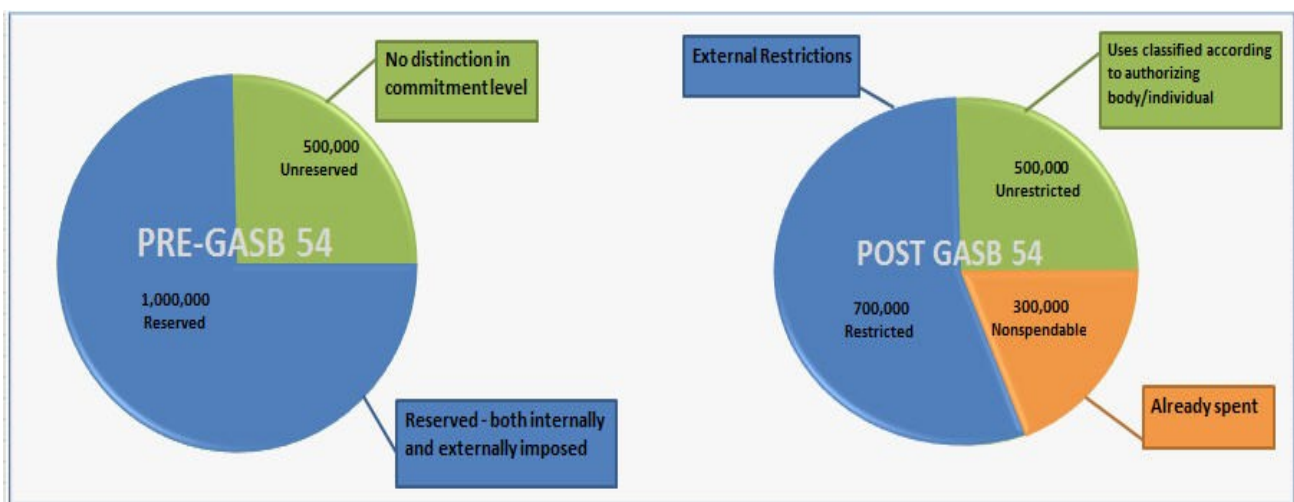 No distinction in
commitment level
500,000
Unreserved
PRE-GASB 54
1,000,000
Reserved
Reserved - both internally
and externally imposed
External Restrictions
Uses classified according
to authorizing
body/individual
500,000
Unrestricted
POST GASB 54
700,000
Restricted
300,000
Nonspendable
Already spent